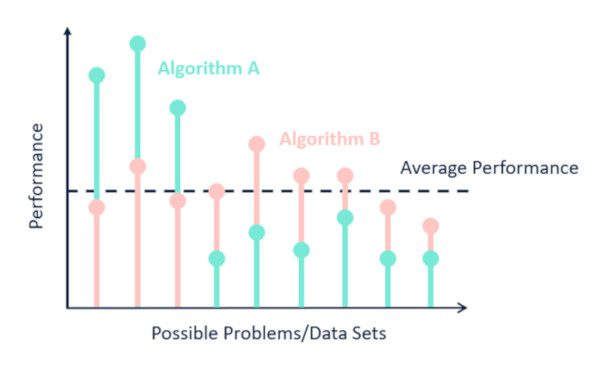 Algorithm A
Algorithm B
Average Performance
Performance
Possible Problems/Data Sets